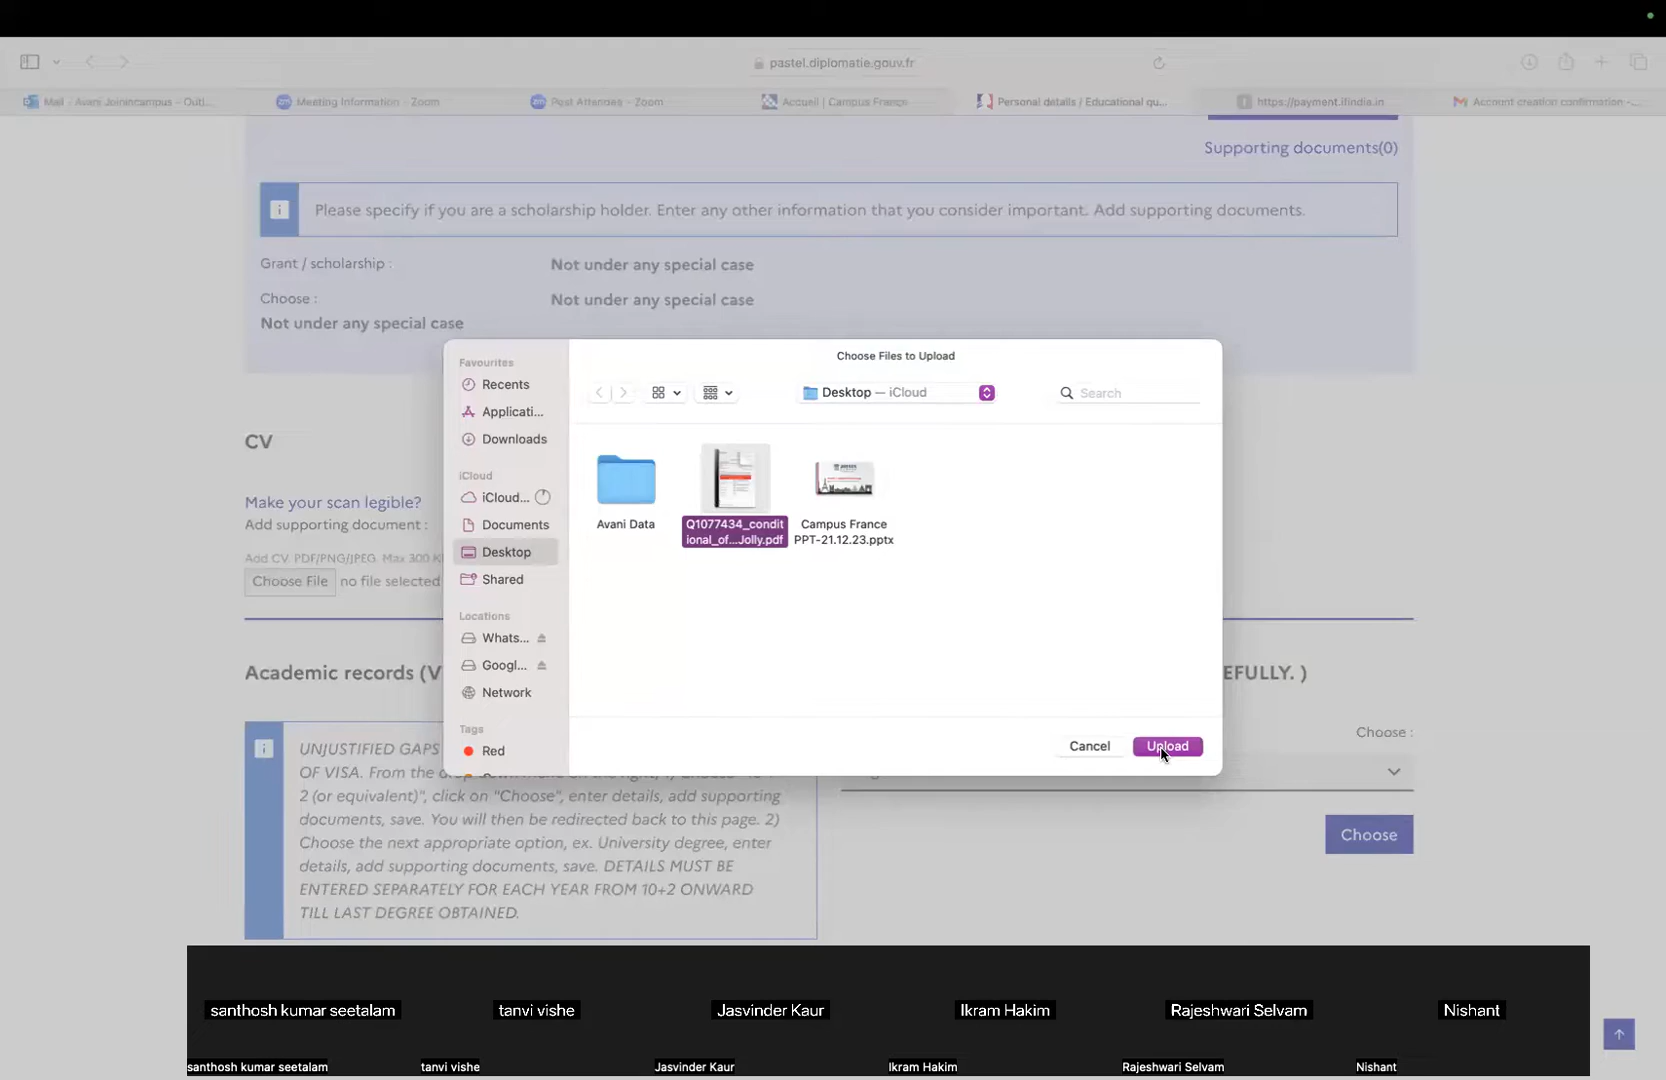 pastel.diplomatie.gouv.fr
Mail - Avani Joinincampus - Outl...
Meeting Information - Zoom
Post Attendee - Zoom
Accueil | Campus France
Personal details / Educational qu...
https://payment.ifindia.in
Account creation confirmation -...
Supporting documents(0)
Please specify if you are a scholarship holder. Enter any other information that you consider important. Add supporting documents.
Grant / scholarship :
Not under any special case
Choose :
Not under any special case
Not under any special case
CV
Make your scan legible?
Add supporting document :
Add CV. PDF/PNG/JPEG. Max 300 K
Choose File no file selected
Academic records (V
EFULLY. )
UNJUSTIFIED GAPS
OF VISA. From the
2 (or equivalent)", click on "Choose", enter details, add supporting
documents, save. You will then be redirected back to this page. 2)
Choose the next appropriate option, ex. University degree, enter
details, add supporting documents, save. DETAILS MUST BE
ENTERED SEPARATELY FOR EACH YEAR FROM 10+2 ONWARD
TILL LAST DEGREE OBTAINED.
Choose :
Choose
Choose Files to Upload
Favourites
Recents
Applicati...
Downloads
iCloud
iCloud...
Documents
Desktop
Shared
Locations
Whats...
Googl...
Network
Tags
Red
Desktop — iCloud
Search
Avani Data
Q1077434_condit
ional_of...Jolly.pdf
Campus France
PPT-21.12.23.pptx
Cancel
Upload
santhosh kumar seetalam
tanvi vishe
Jasvinder Kaur
Ikram Hakim
Rajeshwari Selvam
Nishant
santhosh kumar seetalam
tanvi vishe
Jasvinder Kaur
Ikram Hakim
Rajeshwari Selvam
Nishant